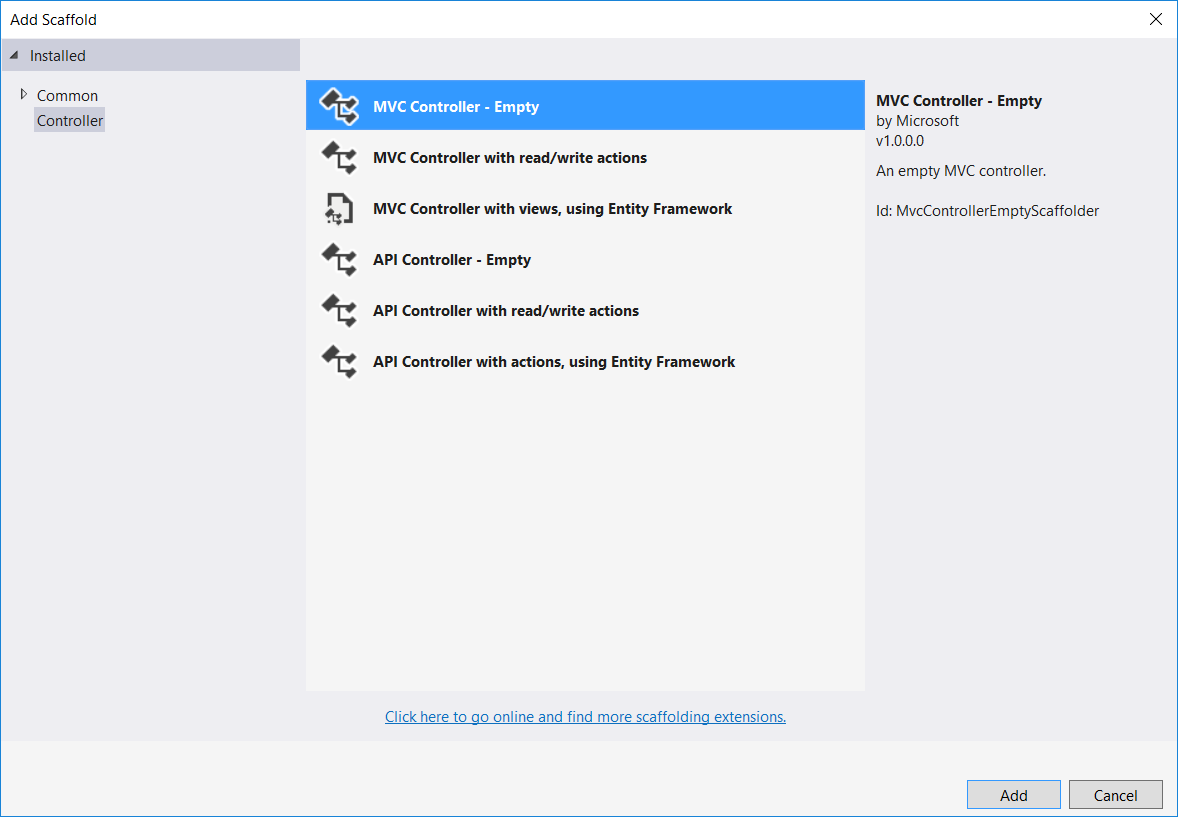 Add Scaffold
Installed
Common
Controller
MVC Controller - Empty
MVC Controller with read/write actions
MVC Controller with views, using Entity Framework
API Controller - Empty
API Controller with read/write actions
API Controller with actions, using Entity Framework
Click here to go online and find more scaffolding extensions.
MVC Controller - Empty
by Microsoft
v1.0.0.0
An empty MVC controller.
Id: MvcControllerEmptyScaffolder
Add
Cancel